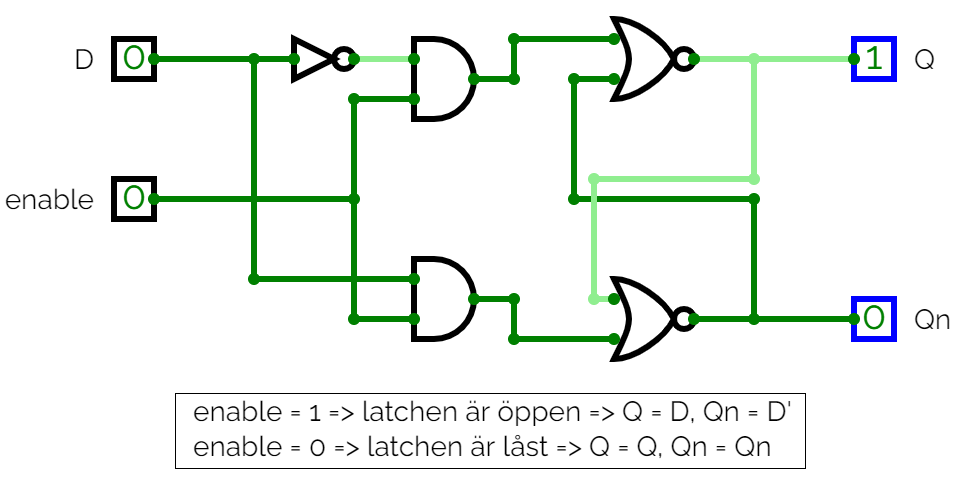 D 0 1 Q
enable 0
0 Qn
enable = 1 => latchen är öppen => Q = D, Qn = D'
enable = 0 => latchen är låst => Q = Q, Qn = Qn